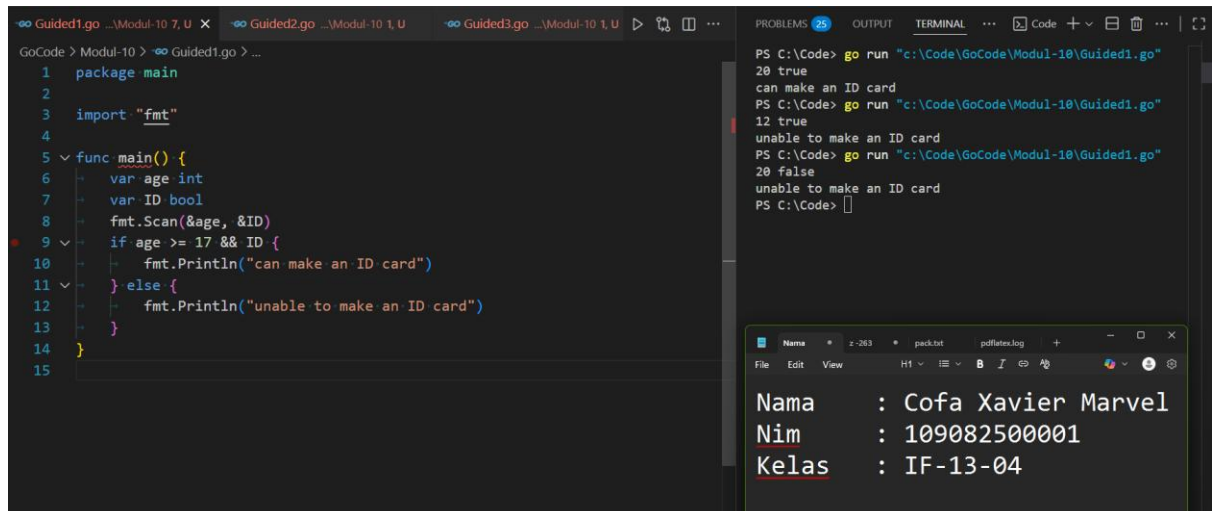 Guided1.go ...\Modul-10 7, U
Guided2.go ...\Modul-10 1, U
Guided3.go ...\Modul-10 1, U
GoCode > Modul-10 > Guided1.go > ...
1 package main
2
3 import "fmt"
4
5 func main() {
6 var age int
7 var ID bool
8 fmt.Scan(&age, &ID)
9 if age >= 17 && ID {
10 fmt.Println("can make an ID card")
11 } else {
12 fmt.Println("unable to make an ID card")
13 }
14 }
15
PROBLEMS 25 OUTPUT TERMINAL ... Code
PS C:\Code> go run "c:\Code\GoCode\Modul-10\Guided1.go"
20 true
can make an ID card
PS C:\Code> go run "c:\Code\GoCode\Modul-10\Guided1.go"
12 true
unable to make an ID card
PS C:\Code> go run "c:\Code\GoCode\Modul-10\Guided1.go"
20 false
unable to make an ID card
PS C:\Code>
Nama z -263 pack.txt pdflatex.log
File Edit View H1 B I
Nama : Cofa Xavier Marvel
Nim : 109082500001
Kelas : IF-13-04